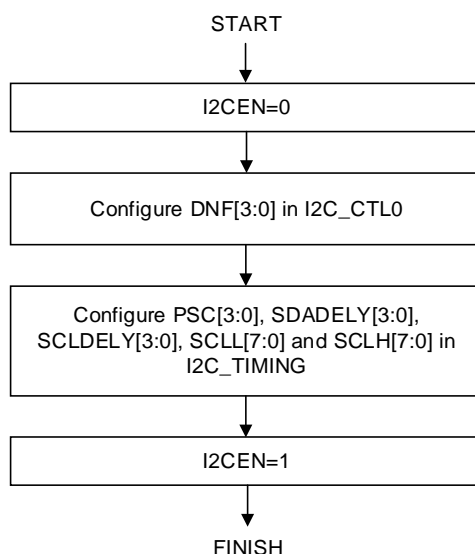 START
I2CEN=0
Configure DNF[3:0] in I2C_CTL0
Configure PSC[3:0], SDADELY[3:0],
SCLDELY[3:0], SCLL[7:0] and SCLH[7:0] in
I2C_TIMING
I2CEN=1
FINISH